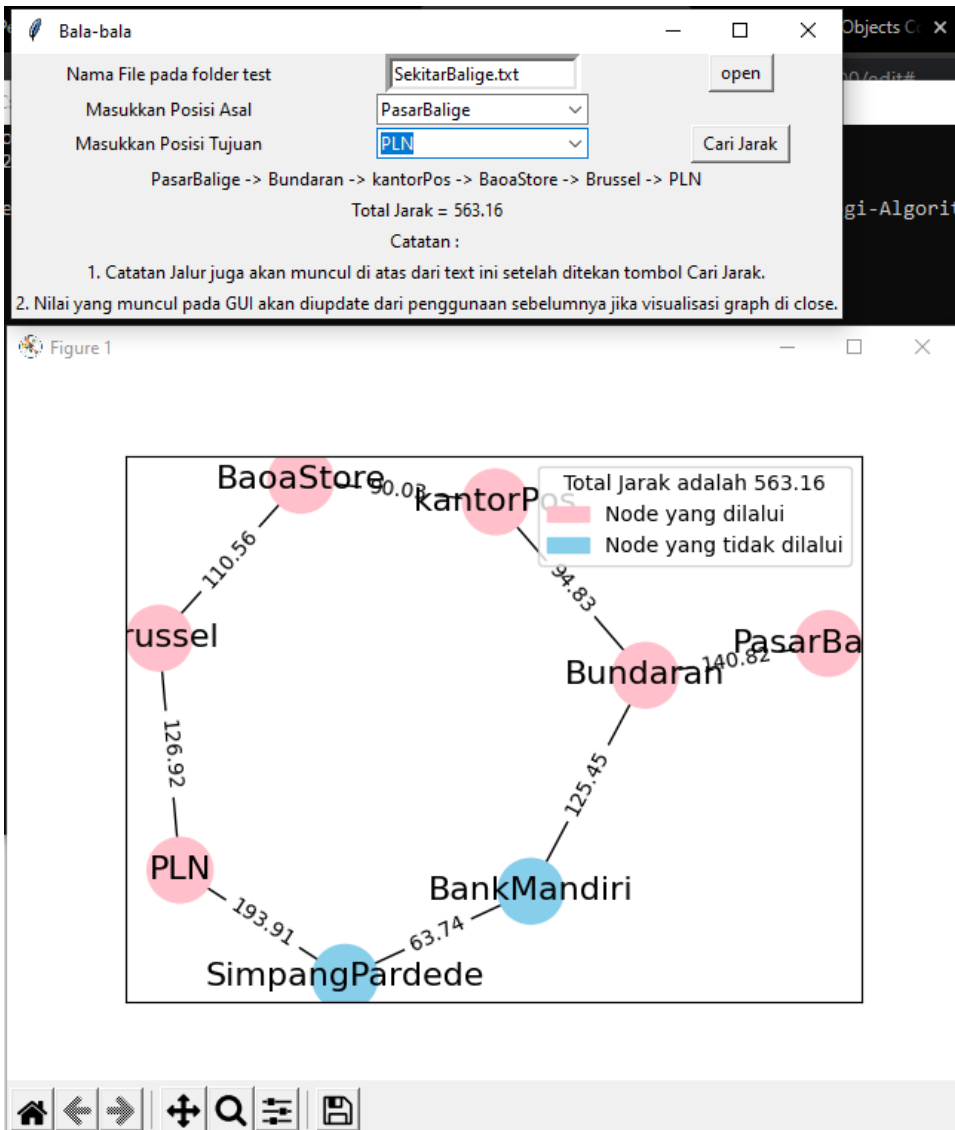 Bala-bala
Objects C
Nama File pada folder test SekitarBalige.txt open
Masukkan Posisi Asal PasarBalige
Masukkan Posisi Tujuan PLN Cari Jarak
PasarBalige -> Bundaran -> kantorPos -> BaoaStore -> Brussel -> PLN
Total Jarak = 563.16
gi-Algorit
Catatan :
1. Catatan Jalur juga akan muncul di atas dari text ini setelah ditekan tombol Cari Jarak.
2. Nilai yang muncul pada GUI akan diupdate dari penggunaan sebelumnya jika visualisasi graph di close.
Figure 1
BaoaStore
90.03
kantorPos
Total Jarak adalah 563.16
Node yang dilalui
Node yang tidak dilalui
110.56
94.83
russel
PasarBa
140.82
Bundaran
126.92
125.45
PLN
BankMandiri
193.91
63.74
SimpangPardede